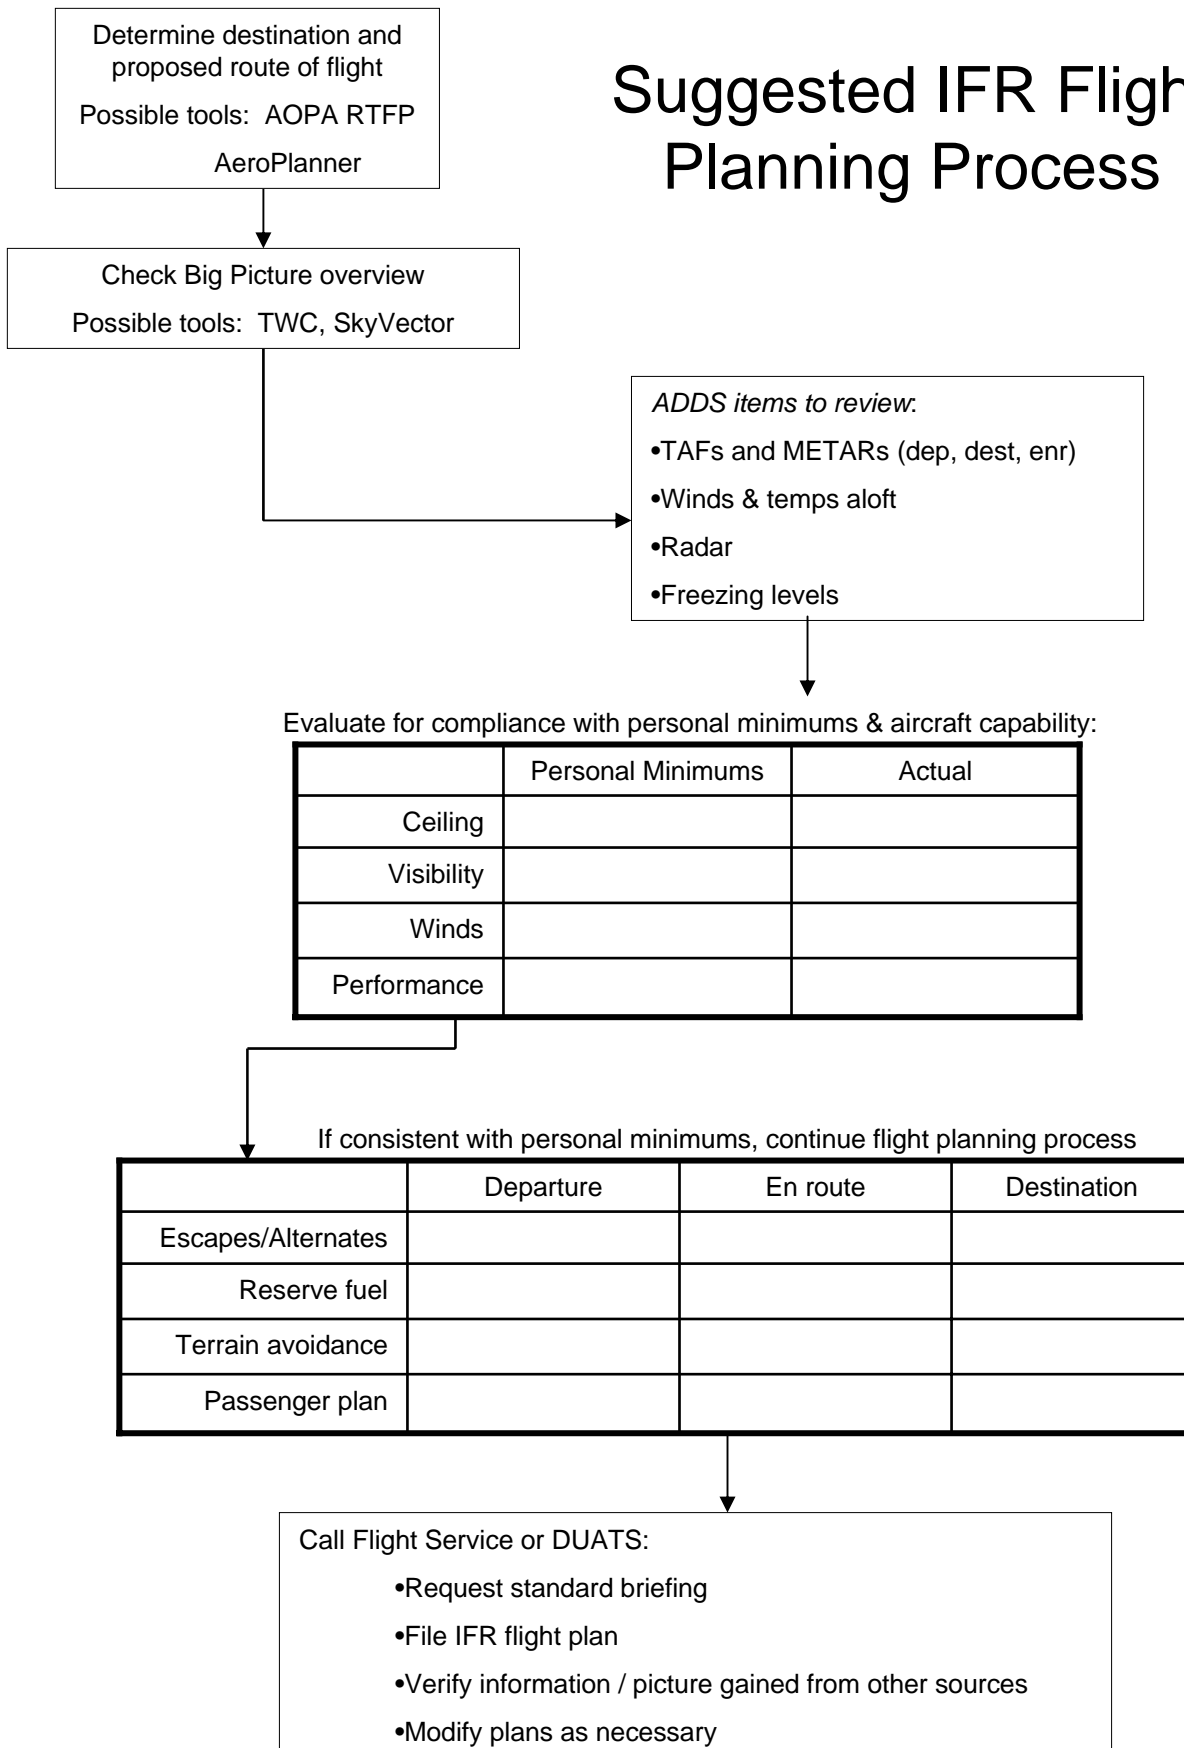 Determine destination and
proposed route of flight
Possible tools: AOPA RTFP
AeroPlanner
Suggested IFR Fligh
Planning Process
Check Big Picture overview
Possible tools: TWC, SkyVector
ADDS items to review:
•TAFs and METARs (dep, dest, enr)
•Winds & temps aloft
•Radar
•Freezing levels
Evaluate for compliance with personal minimums & aircraft capability:
Personal Minimums Actual
Ceiling
Visibility
Winds
Performance
If consistent with personal minimums, continue flight planning process
Departure En route Destination
Escapes/Alternates
Reserve fuel
Terrain avoidance
Passenger plan
Call Flight Service or DUATS:
•Request standard briefing
•File IFR flight plan
•Verify information / picture gained from other sources
•Modify plans as necessary